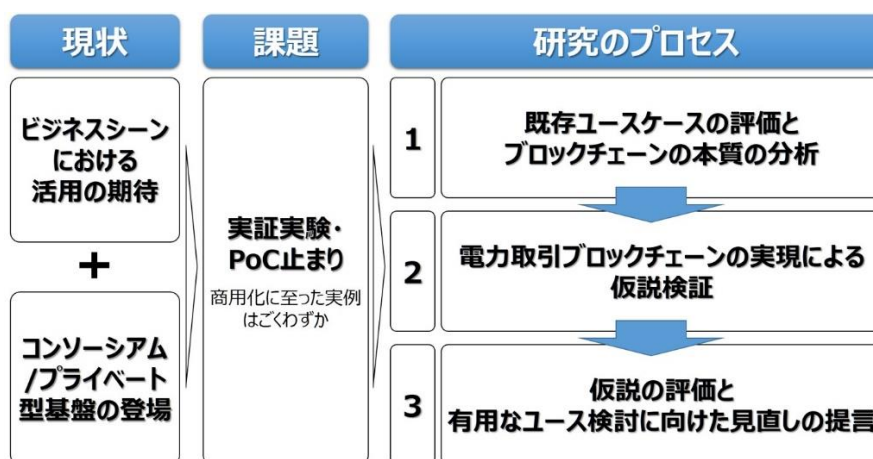 現状
ビジネスシーン
における
活用の期待
+
コンソーシアム
/プライベート
型基盤の登場
課題
実証実験・
PoC止まり
商用化に至った実例
はごくわずか
研究のプロセス
1
既存ユースケースの評価と
ブロックチェーンの本質の分析
2
電力取引ブロックチェーンの実現による
仮説検証
3
仮説の評価と
有用なユース検討に向けた見直しの提言